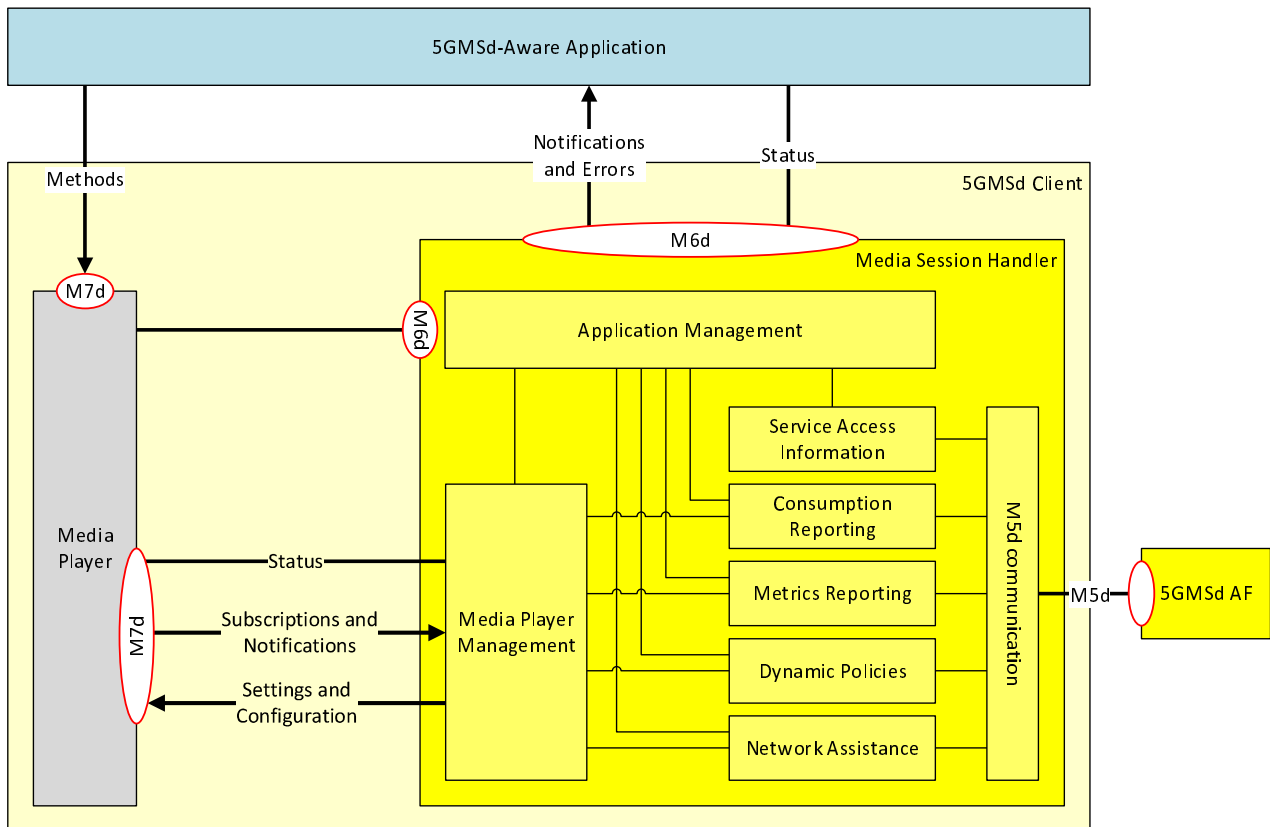 5GMSd-Aware Application
Notifications
and Errors
Status
Methods
5GMSd Client
M6d
Media Session Handler
M7d
M6d
Application Management
Service Access
Information
Consumption
Reporting
Media
Player
Status
M5d communication
Metrics Reporting
M5d
5GMSd AF
M7d
Subscriptions and
Notifications
Media Player
Management
Dynamic Policies
Settings and
Configuration
Network Assistance